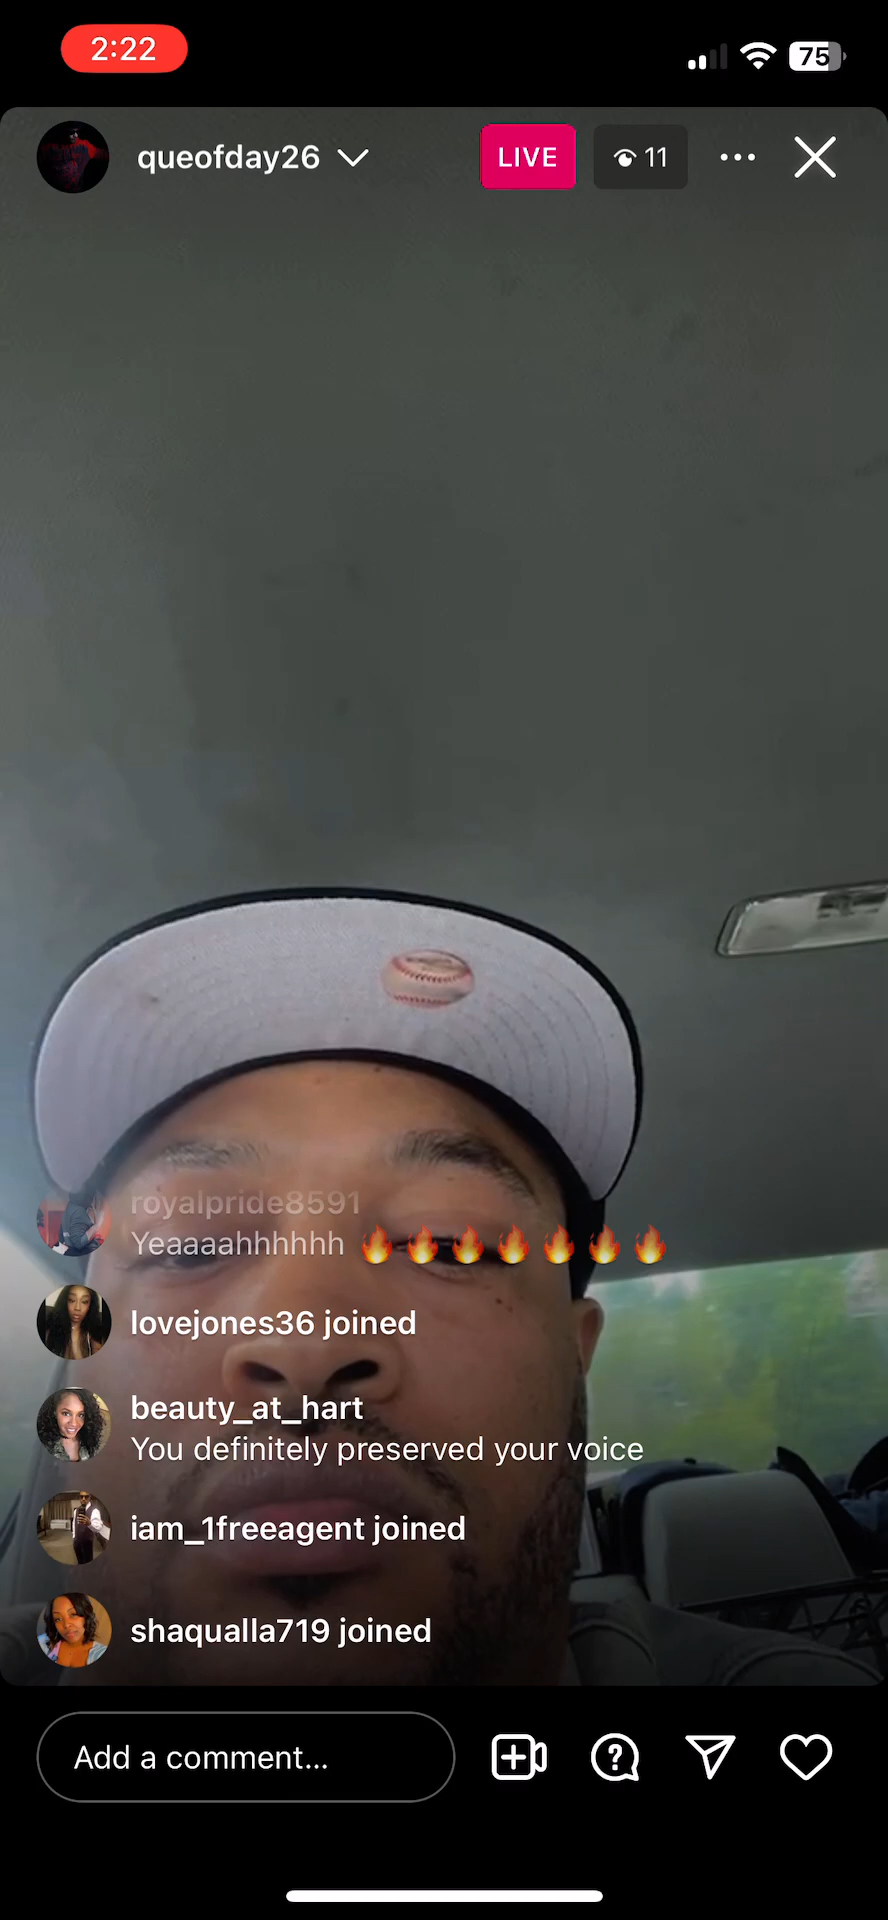 2:22
75
queofday26
LIVE
11
royalpride8591
Yeaaaahhhhhh 🔥🔥🔥🔥🔥🔥🔥
lovejones36 joined
beauty_at_hart
You definitely preserved your voice
iam_1freeagent joined
shaqualla719 joined
Add a comment...